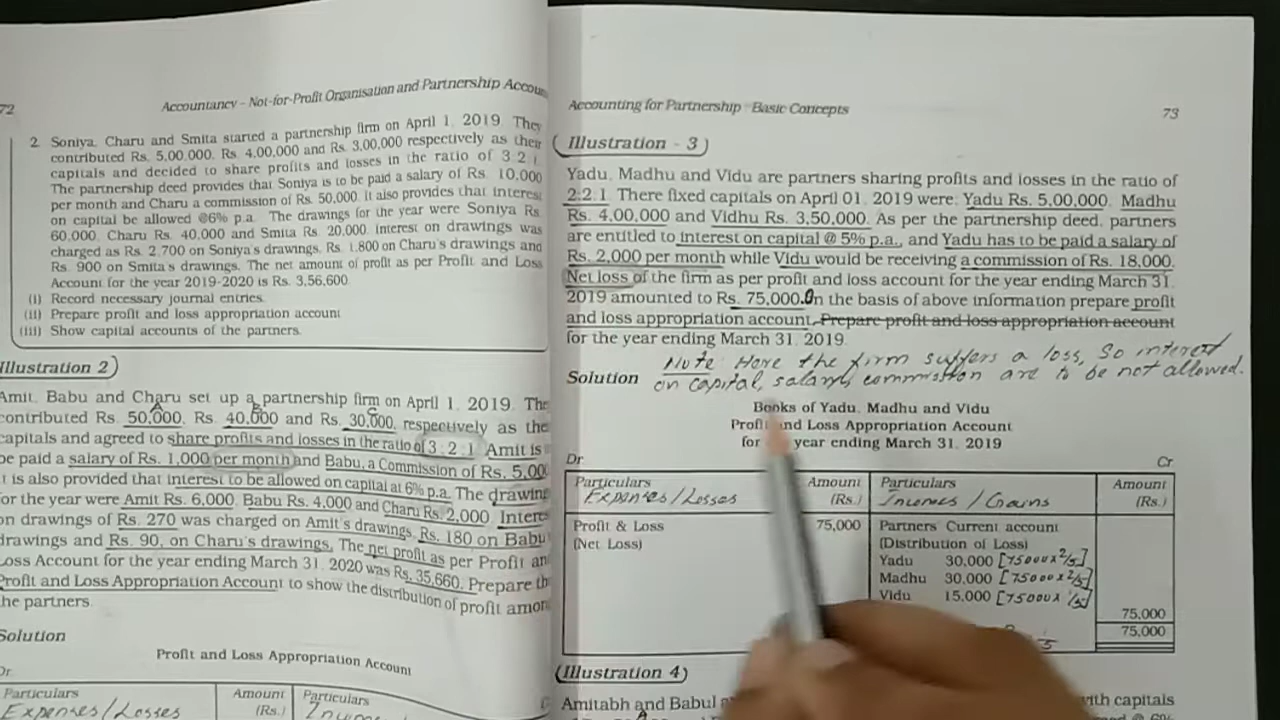 72
Accountancy – Not-for-Profit Organisation and Partnership Accou
2. Soniya, Charu and Smita started a partnership firm on April 1, 2019. They
contributed Rs. 5,00,000, Rs. 4,00,000 and Rs. 3,00,000 respectively as their
capitals and decided to share profits and losses in the ratio of 3:2:1.
The partnership deed provides that Soniya is to be paid a salary of Rs. 10,000
per month and Charu a commission of Rs. 50,000. It also provides that interest
on capital be allowed @6% p.a. The drawings for the year were Soniya Rs.
60,000, Charu Rs. 40,000 and Smita Rs. 20,000. Interest on drawings was
charged as Rs. 2,700 on Soniya's drawings, Rs. 1,800 on Charu's drawings and
Rs. 900 on Smita's drawings. The net amount of profit as per Profit and Loss
Account for the year 2019-2020 is Rs. 3,56,600.
(i) Record necessary journal entries.
(ii) Prepare profit and loss appropriation account
(iii) Show capital accounts of the partners.
Illustration 2)
Amit, Babu and Charu set up a partnership firm on April 1, 2019. The
A B C
contributed Rs. 50,000, Rs. 40,000 and Rs. 30,000, respectively as the
capitals and agreed to share profits and losses in the ratio of 3:2:1. Amit is
be paid a salary of Rs. 1,000 per month and Babu, a Commission of Rs. 5,00
t is also provided that interest to be allowed on capital at 6% p.a. The drawing
for the year were Amit Rs. 6,000, Babu Rs. 4,000 and Charu Rs. 2,000. Intere
on drawings of Rs. 270 was charged on Amit's drawings, Rs. 180 on Babu
drawings and Rs. 90, on Charu's drawings. The net profit as per Profit an
Loss Account for the year ending March 31, 2020 was Rs. 35,660. Prepare th
Profit and Loss Appropriation Account to show the distribution of profit amon
the partners.
Solution
Profit and Loss Appropriation Account
Dr.
Particulars Amount Particulars
Expenses/Losses (Rs.)
Accounting for Partnership : Basic Concepts 73
(Illustration - 3)
Yadu, Madhu and Vidu are partners sharing profits and losses in the ratio of
2:2:1. There fixed capitals on April 01, 2019 were; Yadu Rs. 5,00,000, Madhu
Rs. 4,00,000 and Vidhu Rs. 3,50,000. As per the partnership deed, partners
are entitled to interest on capital @ 5% p.a., and Yadu has to be paid a salary of
Rs. 2,000 per month while Vidu would be receiving a commission of Rs. 18,000.
Net loss of the firm as per profit and loss account for the year ending March 31,
2019 amounted to Rs. 75,000. On the basis of above information prepare profit
and loss appropriation account. Prepare profit and loss appropriation account
for the year ending March 31, 2019.
Note: Here the firm suffers a loss, So interest
Solution on capital, salary, commission are to be not allowed.
Books of Yadu, Madhu and Vidu
Profit and Loss Appropriation Account
for year ending March 31, 2019
Dr. Cr.
Particulars Amount Particulars Amount
Expenses/Losses (Rs.) Incomes / Gains (Rs.)
Profit & Loss 75,000 Partners' Current account
(Net Loss) (Distribution of Loss)
Yadu 30,000 [75000x2/5]
Madhu 30,000 [75000x2/5]
Vidu 15,000 [75000x1/5]
75,000
75,000
(Illustration 4)
Amitabh and Babul with capitals